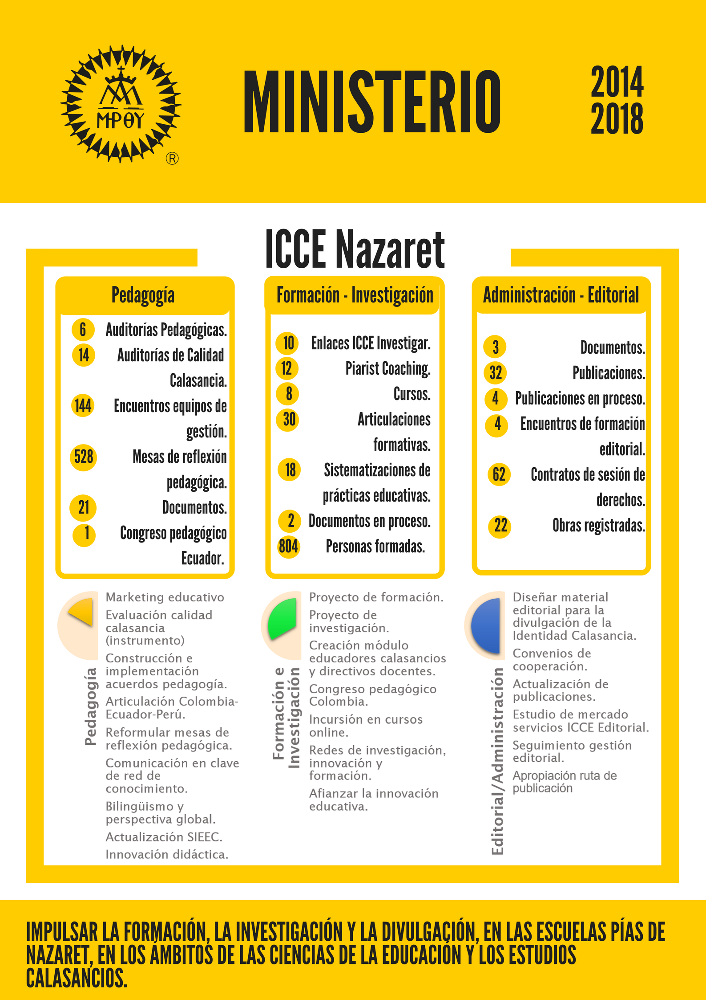 MINISTERIO
2014
2018
ΜΡ ΘΥ
®
ICCE Nazaret
Pedagogía
6 Auditorías Pedagógicas.
14 Auditorías de Calidad
Calasancia.
144 Encuentros equipos de
gestión.
528 Mesas de reflexión
pedagógica.
21 Documentos.
1 Congreso pedagógico
Ecuador.
Formación - Investigación
10 Enlaces ICCE Investigar.
12 Piarist Coaching.
8 Cursos.
30 Articulaciones
formativas.
18 Sistematizaciones de
prácticas educativas.
2 Documentos en proceso.
804 Personas formadas.
Administración - Editorial
3 Documentos.
32 Publicaciones.
4 Publicaciones en proceso.
4 Encuentros de formación
editorial.
62 Contratos de sesión de
derechos.
22 Obras registradas.
Pedagogía
Marketing educativo
Evaluación calidad
calasancia
(instrumento)
Construcción e
implementación
acuerdos pedagogía.
Articulación Colombia-
Ecuador-Perú.
Reformular mesas de
reflexión pedagógica.
Comunicación en clave
de red de
conocimiento.
Bilingüismo y
perspectiva global.
Actualización SIEEC.
Innovación didáctica.
Formación e
Investigación
Proyecto de formación.
Proyecto de
investigación.
Creación módulo
educadores calasancios
y directivos docentes.
Congreso pedagógico
Colombia.
Incursión en cursos
online.
Redes de investigación,
innovación y
formación.
Afianzar la innovación
educativa.
Editorial/Administración
Diseñar material
editorial para la
divulgación de la
Identidad Calasancia.
Convenios de
cooperación.
Actualización de
publicaciones.
Estudio de mercado
servicios ICCE Editorial.
Seguimiento gestión
editorial.
Apropiación ruta de
publicación
IMPULSAR LA FORMACIÓN, LA INVESTIGACIÓN Y LA DIVULGACIÓN, EN LAS ESCUELAS PÍAS DE
NAZARET, EN LOS ÁMBITOS DE LAS CIENCIAS DE LA EDUCACIÓN Y LOS ESTUDIOS
CALASANCIOS.